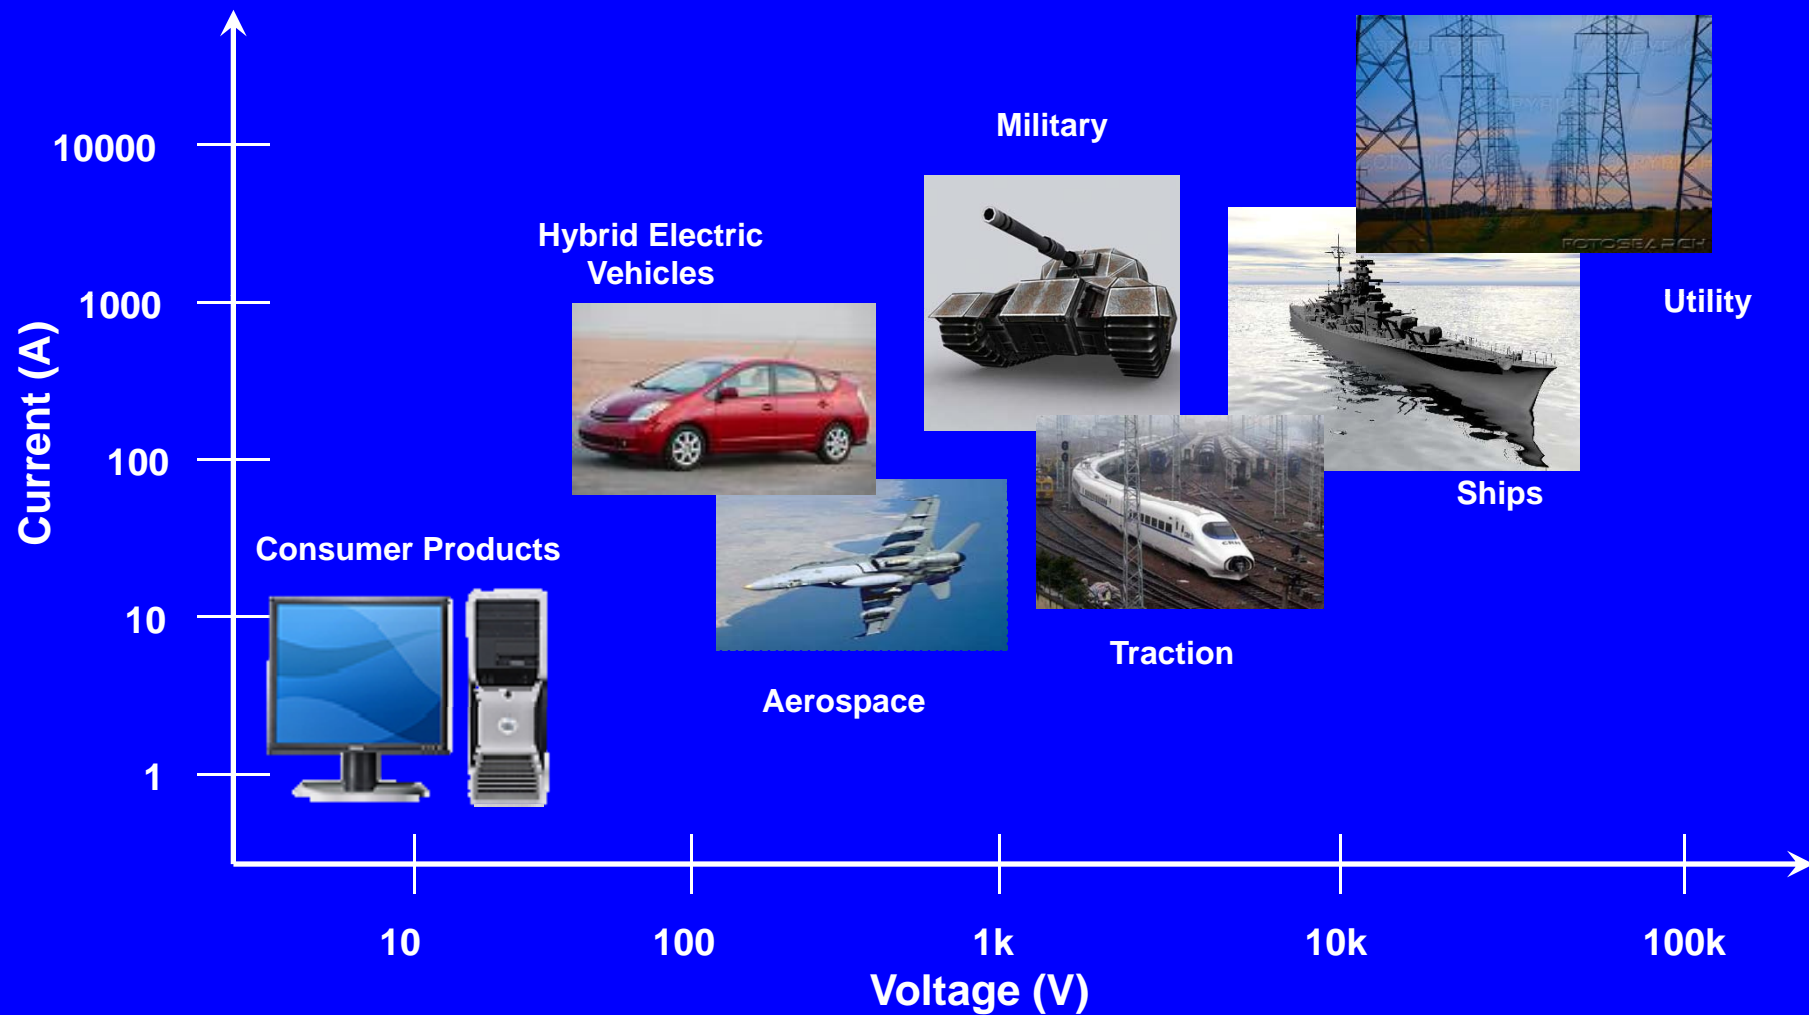 Military
10000
Hybrid Electric
Vehicles
1000
Utility
Current (A)
100
Ships
Consumer Products
10
Traction
Aerospace
1
10
100
1k
10k
100k
Voltage (V)
FOTOSEARCH